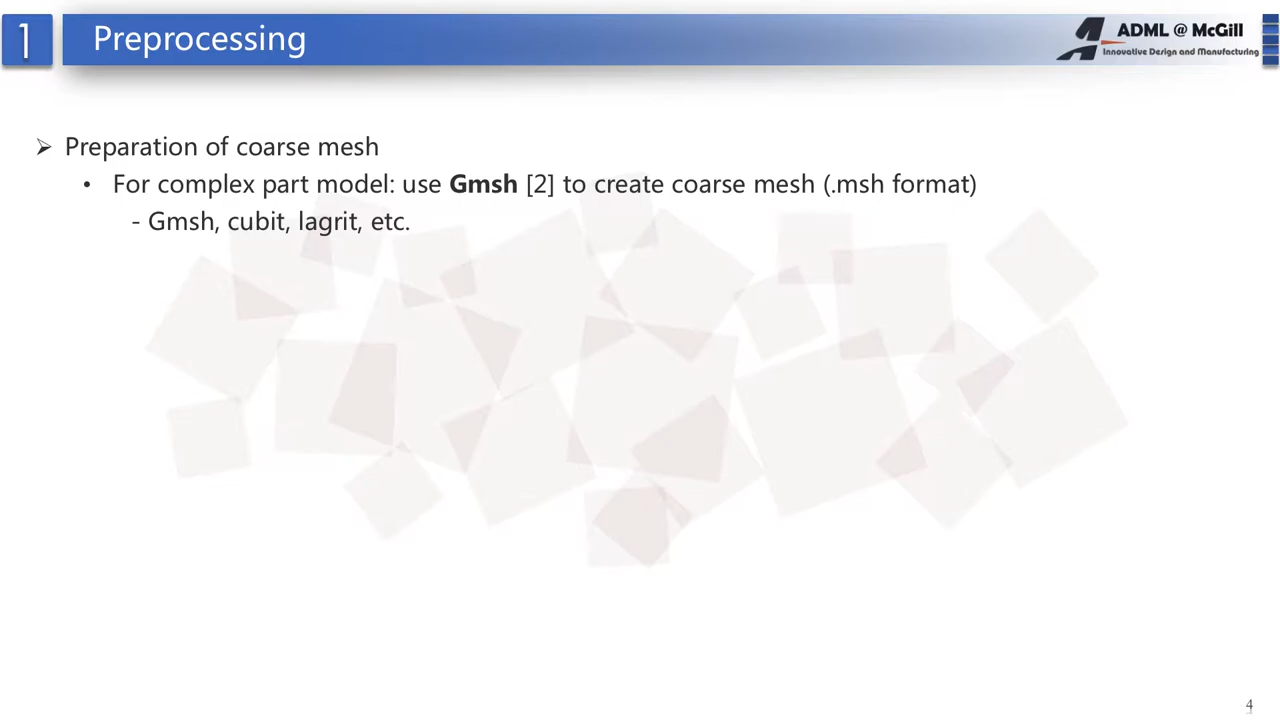 1
Preprocessing
ADML @ McGill
Innovative Design and Manufacturing
➢ Preparation of coarse mesh
• For complex part model: use Gmsh [2] to create coarse mesh (.msh format)
- Gmsh, cubit, lagrit, etc.
4